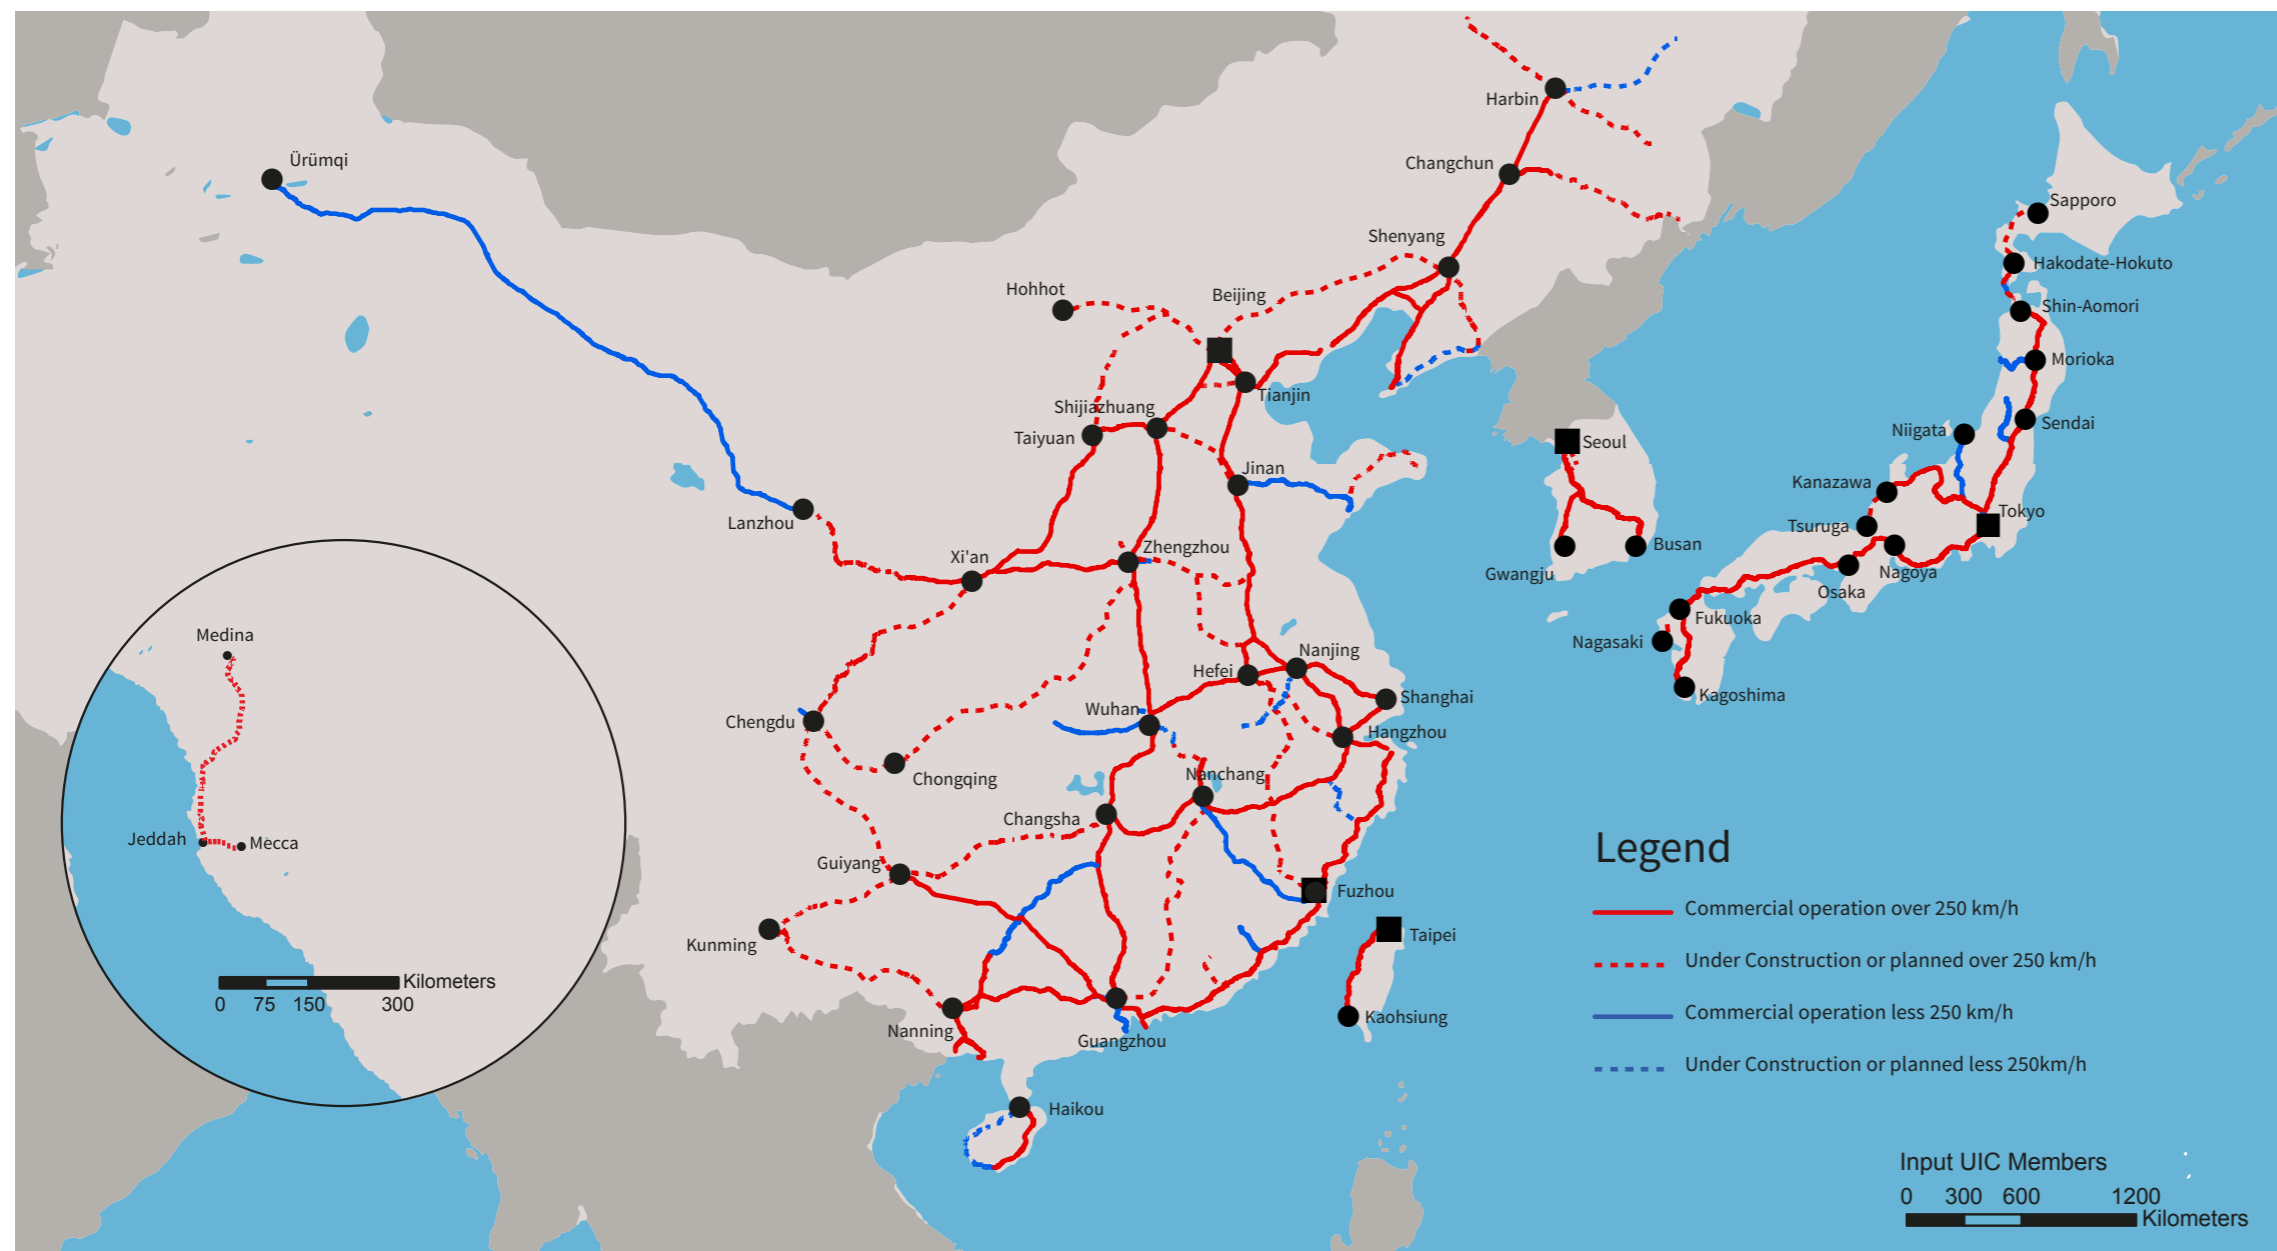 Harbin
Ürümqi
Changchun
Sapporo
Shenyang
Hakodate-Hokuto
Hohhot
Beijing
Shin-Aomori
Morioka
Tianjin
Shijiazhuang
Taiyuan
Niigata
Sendai
Seoul
Jinan
Kanazawa
Tokyo
Lanzhou
Tsuruga
Zhengzhou
Busan
Xi'an
Gwangju
Nagoya
Osaka
Fukuoka
Medina
Nagasaki
Nanjing
Hefei
Shanghai
Kagoshima
Wuhan
Chengdu
Hangzhou
Nanchang
Chongqing
Changsha
Jeddah
Mecca
Legend
Guiyang
Fuzhou
Commercial operation over 250 km/h
Kunming
Taipei
Under Construction or planned over 250 km/h
Kilometers
0 75 150 300
Commercial operation less 250 km/h
Kaohsiung
Nanning
Guangzhou
Under Construction or planned less 250km/h
Haikou
Input UIC Members
0 300 600 1200
Kilometers